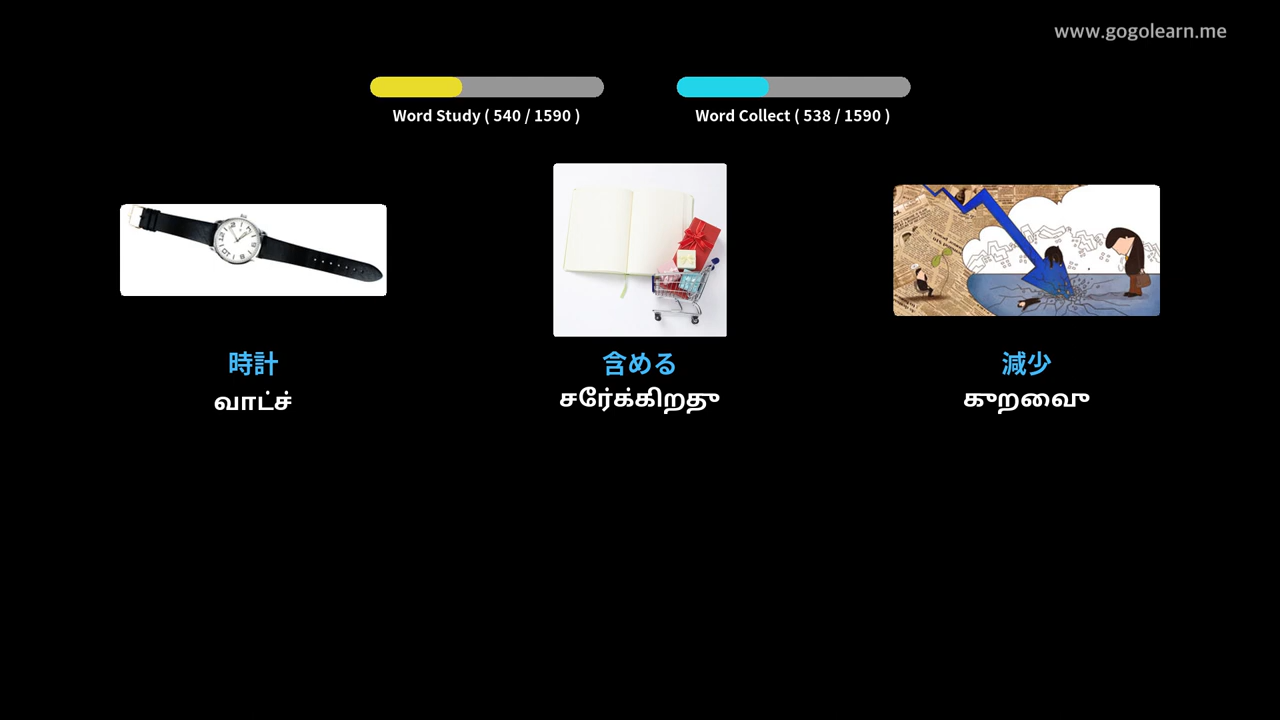 www.gogolearn.me
Word Study ( 540 / 1590 )
Word Collect ( 538 / 1590 )
時計
வாட்ச்
含める
சரே்க்கிறது
減少
குறவைு